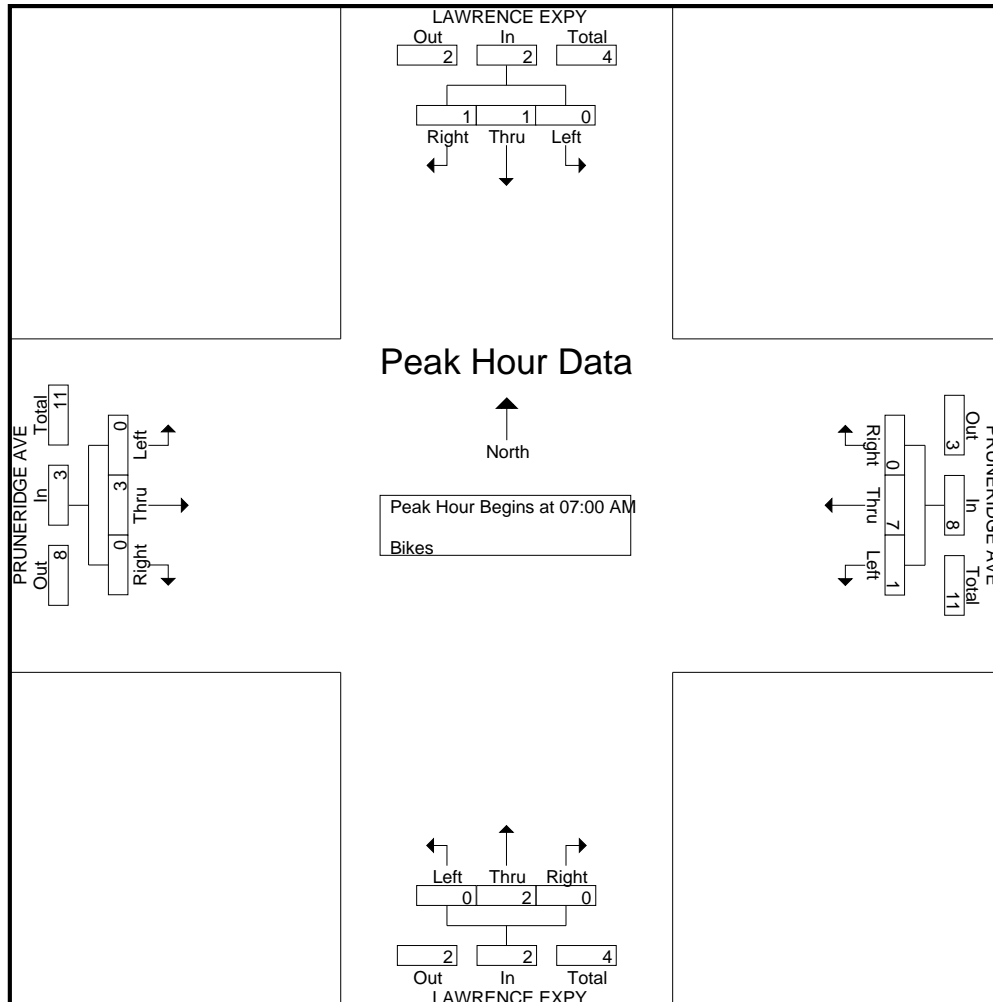 LAWRENCE EXPY
Out In Total
2 2 4
1 1 0
Right Thru Left
Peak Hour Data
North
Peak Hour Begins at 07:00 AM
Bikes
PRUNERIDGE AVE
Total In Out
11 3 8
0 3 0
Left Thru Right
PRUNERIDGE AVE
Out In Total
3 8 11
0 7 1
Right Thru Left
Left Thru Right
0 2 0
2 2 4
Out In Total
LAWRENCE EXPY